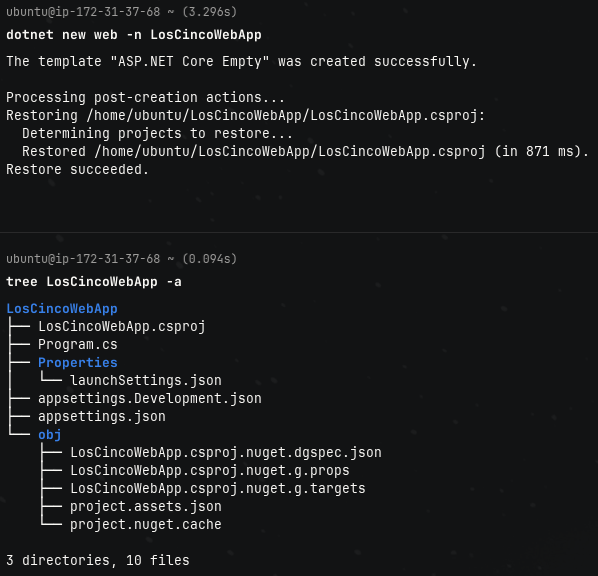 ubuntu@ip-172-31-37-68 ~ (3.296s)
dotnet new web -n LosCincoWebApp
The template "ASP.NET Core Empty" was created successfully.
Processing post-creation actions...
Restoring /home/ubuntu/LosCincoWebApp/LosCincoWebApp.csproj:
  Determining projects to restore...
  Restored /home/ubuntu/LosCincoWebApp/LosCincoWebApp.csproj (in 871 ms).
Restore succeeded.
ubuntu@ip-172-31-37-68 ~ (0.094s)
tree LosCincoWebApp -a
LosCincoWebApp
├── LosCincoWebApp.csproj
├── Program.cs
├── Properties
│   └── launchSettings.json
├── appsettings.Development.json
├── appsettings.json
└── obj
    ├── LosCincoWebApp.csproj.nuget.dgspec.json
    ├── LosCincoWebApp.csproj.nuget.g.props
    ├── LosCincoWebApp.csproj.nuget.g.targets
    ├── project.assets.json
    └── project.nuget.cache
3 directories, 10 files